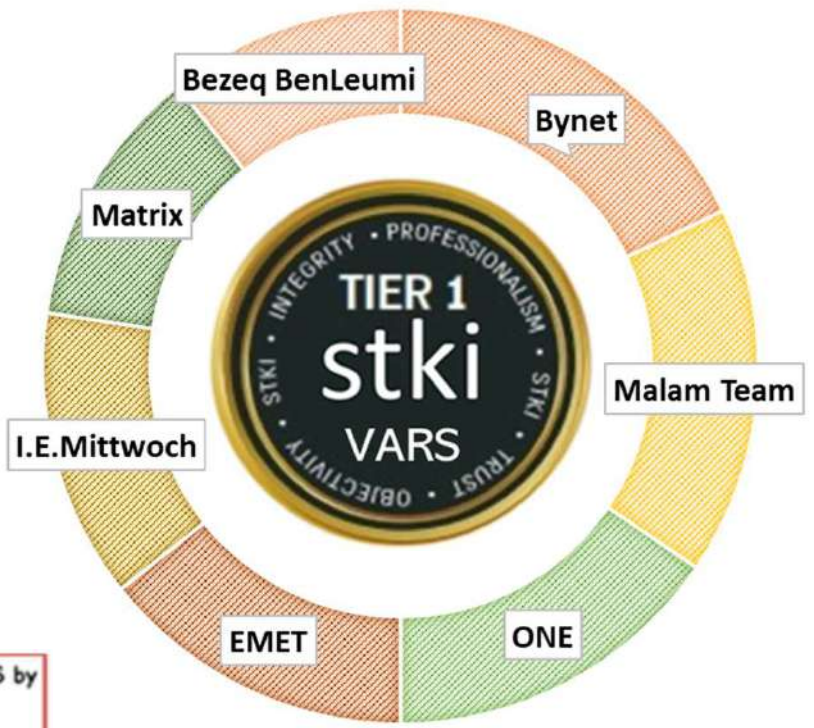 Bezeq BenLeumi
Bynet
Matrix
INTEGRITY • PROFESSIONALISM • STKI • TRUST • OBJECTIVITY • STKI •
TIER 1
stki
VARS
Malam Team
I.E.Mittwoch
EMET
ONE
by